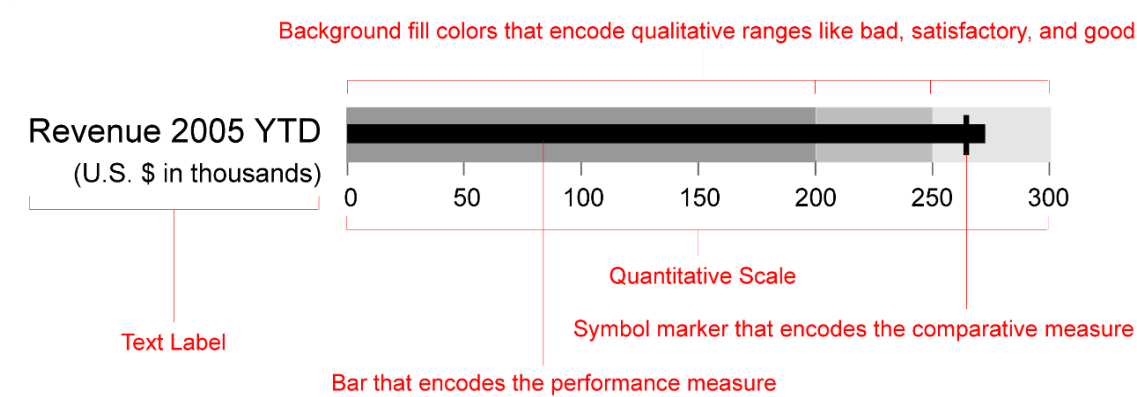 Background fill colors that encode qualitative ranges like bad, satisfactory, and good
Revenue 2005 YTD
(U.S. $ in thousands)
0 50 100 150 200 250 300
Quantitative Scale
Symbol marker that encodes the comparative measure
Text Label
Bar that encodes the performance measure